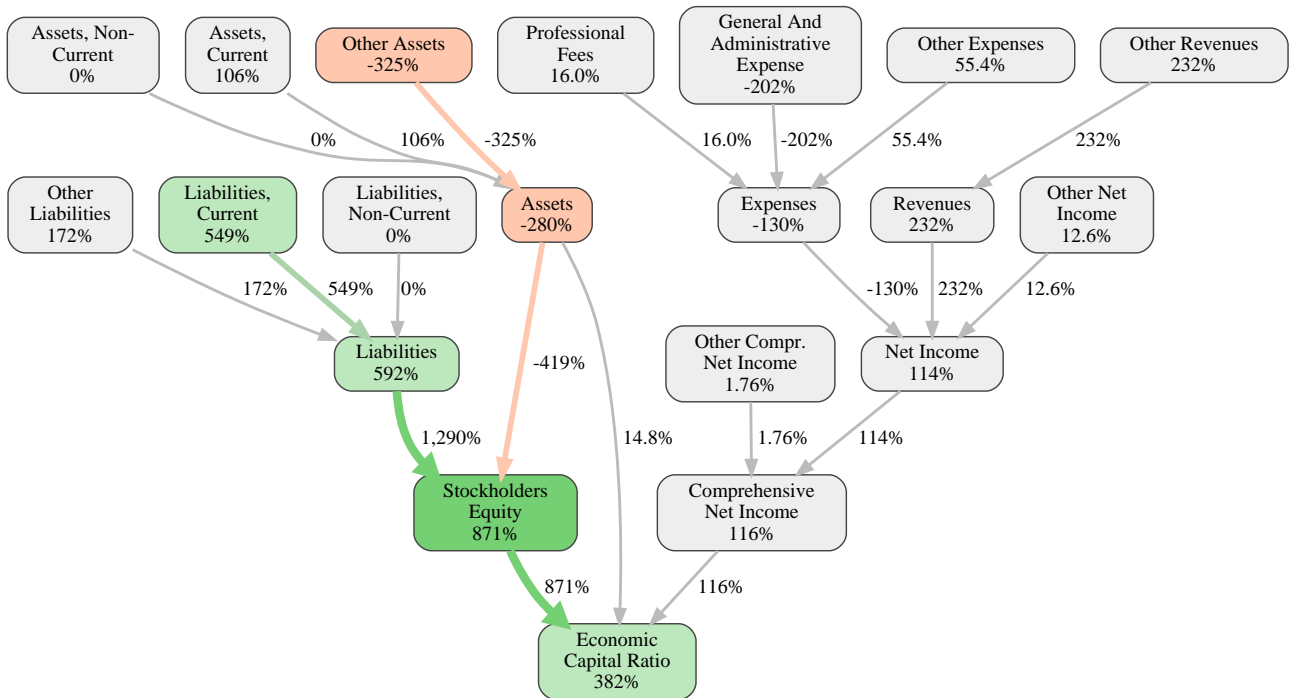 Assets, Non-
Current
0%
Assets,
Current
106%
Other Assets
-325%
Professional
Fees
16.0%
General And
Administrative
Expense
-202%
Other Expenses
55.4%
Other Revenues
232%
0%
106%
-325%
16.0%
-202%
55.4%
232%
Other
Liabilities
172%
Liabilities,
Current
549%
Liabilities,
Non-Current
0%
Assets
-280%
Expenses
-130%
Revenues
232%
Other Net
Income
12.6%
172%
549%
0%
-130%
232%
12.6%
Liabilities
592%
-419%
Other Compr.
Net Income
1.76%
Net Income
114%
1,290%
14.8%
1.76%
114%
Stockholders
Equity
871%
Comprehensive
Net Income
116%
871%
116%
Economic
Capital Ratio
382%